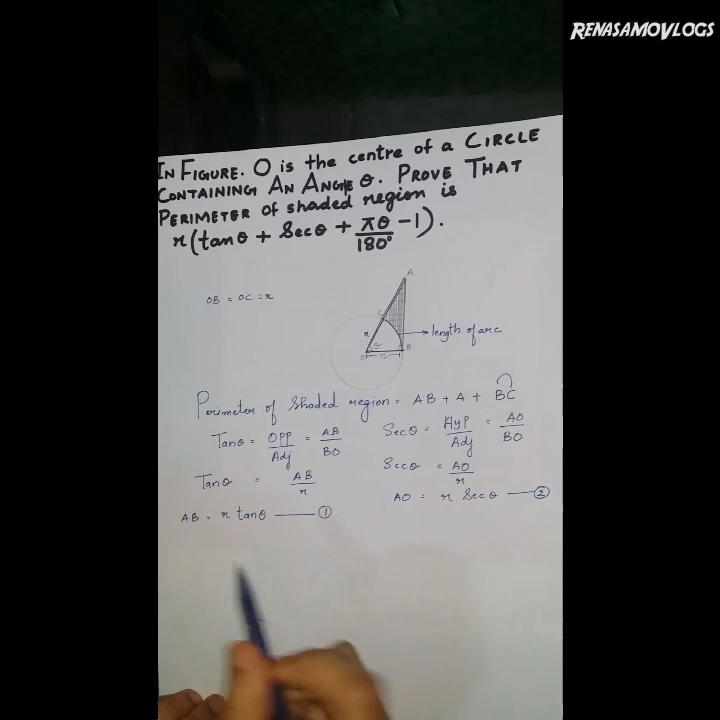 RENASAMOVLOGS
IN FIGURE. O is the centre of a CIRCLE
CONTAINING AN ANGLE θ. PROVE THAT
PERIMETER of shaded region is
r(tanθ + Secθ + πθ/180° - 1).
A
OB = OC = r
C
r
θ
length of arc
O
r
B
Perimeter of Shaded region = AB + A + BC
Tanθ = OPP/Adj = AB/BO
Secθ = HYP/Adj = AO/BO
Tanθ = AB/r
Secθ = AO/r
AB = r tanθ —— ①
AO = r Secθ —— ②